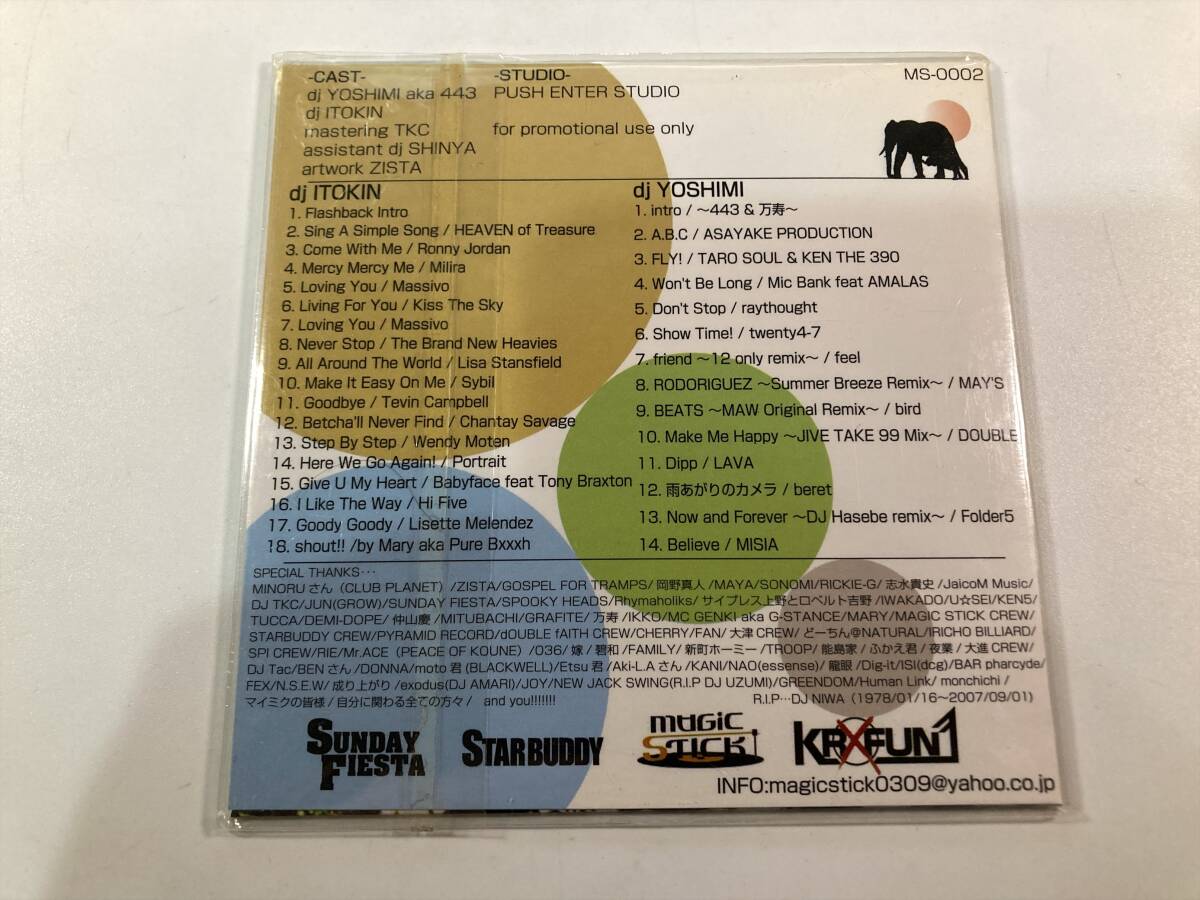 -CAST-
dj YOSHIMI aka 443
dj ITOKIN
mastering TKC
assistant dj SHINYA
artwork ZISTA
-STUDIO-
PUSH ENTER STUDIO
for promotional use only
MS-0002
dj ITOKIN
1. Flashback Intro
2. Sing A Simple Song / HEAVEN of Treasure
3. Come With Me / Ronny Jordan
4. Mercy Mercy Me / Milira
5. Loving You / Massivo
6. Living For You / Kiss The Sky
7. Loving You / Massivo
8. Never Stop / The Brand New Heavies
9. All Around The World / Lisa Stansfield
10. Make It Easy On Me / Sybil
11. Goodbye / Tevin Campbell
12. Betcha'll Never Find / Chantay Savage
13. Step By Step / Wendy Moten
14. Here We Go Again! / Portrait
15. Give U My Heart / Babyface feat Tony Braxton
16. I Like The Way / Hi Five
17. Goody Goody / Lisette Melendez
18. shout!! /by Mary aka Pure Bxxxh
dj YOSHIMI
1. intro / ～443 & 万寿～
2. A.B.C / ASAYAKE PRODUCTION
3. FLY! / TARO SOUL & KEN THE 390
4. Won't Be Long / Mic Bank feat AMALAS
5. Don't Stop / raythought
6. Show Time! / twenty4-7
7. friend ～12 only remix～ / feel
8. RODORIGUEZ ～Summer Breeze Remix～ / MAY'S
9. BEATS ～MAW Original Remix～ / bird
10. Make Me Happy ～JIVE TAKE 99 Mix～ / DOUBLE
11. Dipp / LAVA
12. 雨あがりのカメラ / beret
13. Now and Forever ～DJ Hasebe remix～ / Folder5
14. Believe / MISIA
SPECIAL THANKS･･･
MINORU さん（CLUB PLANET）/ZISTA/GOSPEL FOR TRAMPS/ 岡野真人 /MAYA/SONOMI/RICKIE-G/ 志水貴史 /JaicoM Music/
DJ TKC/JUN(GROW)/SUNDAY FIESTA/SPOOKY HEADS/Rhymaholiks/ サイプレス上野とロベルト吉野 /IWAKADO/U☆SEI/KEN5/
TUCCA/DEMI-DOPE/ 仲山慶 /MITUBACHI/GRAFITE/ 万寿 /IKKO/MC GENKI aka G-STANCE/MARY/MAGIC STICK CREW/
STARBUDDY CREW/PYRAMID RECORD/dOUBLE fAITH CREW/CHERRY/FAN/ 大津 CREW/ どーちん@NATURAL/IRICHO BILLIARD/
SPI CREW/RIE/Mr.ACE (PEACE OF KOUNE) /036/ 嫁 / 碧和 /FAMILY/ 新町ホーミー /TROOP/ 能島家 / ふかえ君 / 夜業 / 大進 CREW/
DJ Tac/BEN さん /DONNA/moto 君 (BLACKWELL)/Etsu 君 /Aki-L.A さん /KANI/NAO(essense)/ 龍眼 /Dig-it/ISI(dcg)/BAR pharcyde/
FEX/N.S.E.W/ 成り上がり /exodus(DJ AMARI)/JOY/NEW JACK SWING(R.I.P DJ UZUMI)/GREENDOM/Human Link/ monchichi /
マイミクの皆様 / 自分に関わる全ての方々 / and you!!!!!!!
R.I.P･･･DJ NIWA (1978/01/16～2007/09/01)
SUNDAY
FIESTA
STARBUDDY
MAGIC
STICK
KRXFUN1
INFO:magicstick0309@yahoo.co.jp